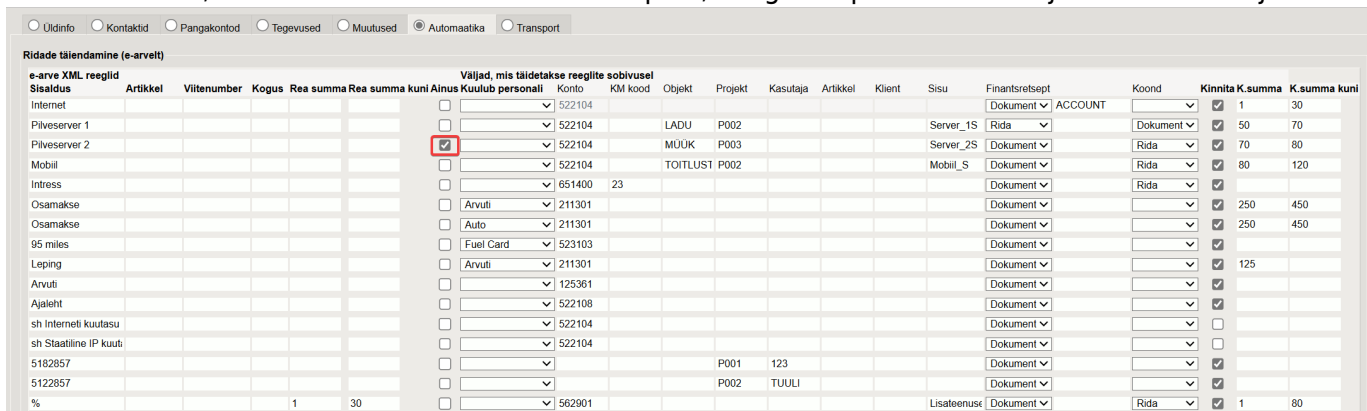 Üldinfo Kontaktid Pangakontod Tegevused Muutused Automaatika Transport
Ridade täiendamine (e-arvelt)
e-arve XML reeglid Väljad, mis täidetakse reeglite sobivusel
Sisaldus Artikkel Viitenumber Kogus Rea summa Rea summa kuni Ainus Kuulub personali Konto KM kood Objekt Projekt Kasutaja Artikkel Klient Sisu Finantsretsept Koond Kinnita K.summa K.summa kuni
Internet 522104 Dokument ACCOUNT 1 30
Pilveserver 1 522104 LADU P002 Server_1S Rida Dokument 50 70
Pilveserver 2 522104 MÜÜK P003 Server_2S Dokument Rida 70 80
Mobiil 522104 TOITLUST P002 Mobiil_S Dokument Rida 80 120
Intress 651400 23 Dokument Rida
Osamakse Arvuti 211301 Dokument 250 450
Osamakse Auto 211301 Dokument 250 450
95 miles Fuel Card 523103 Dokument
Leping Arvuti 211301 Dokument 125
Arvuti 125361 Dokument
Ajaleht 522108 Dokument
sh Interneti kuutasu 522104 Dokument
sh Staatiline IP kuuta 522104 Dokument
5182857 P001 123 Dokument
5122857 P002 TUULI Dokument
% 1 30 562901 Lisateenuse Dokument Rida 1 80